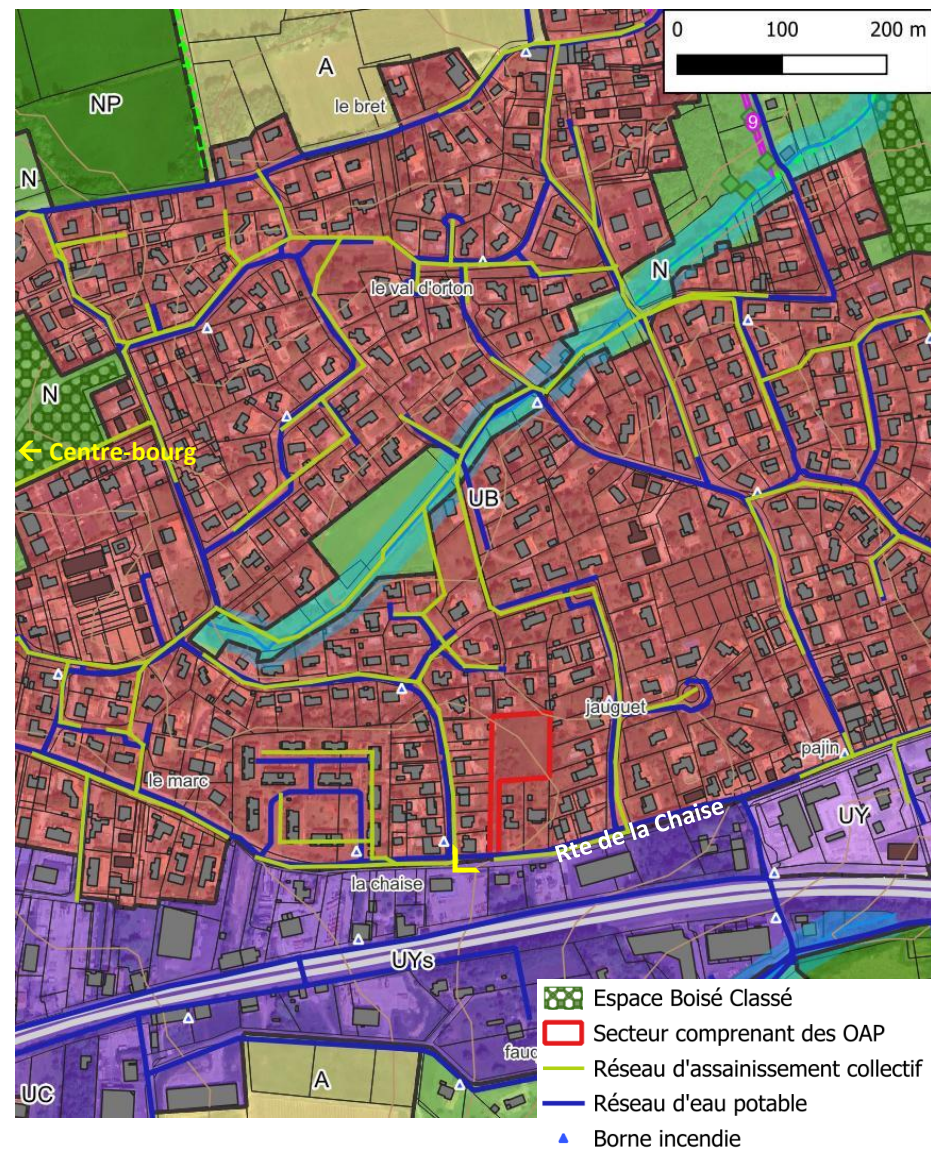 0 100 200 m
A
NP
le bret
9
N
N
le val d'orton
N
← Centre-bourg
UB
jauguet
pajin
le marc
Rte de la Chaise
UY
la chaise
UYs
fauc
A
UC
Espace Boisé Classé
Secteur comprenant des OAP
Réseau d'assainissement collectif
Réseau d'eau potable
Borne incendie